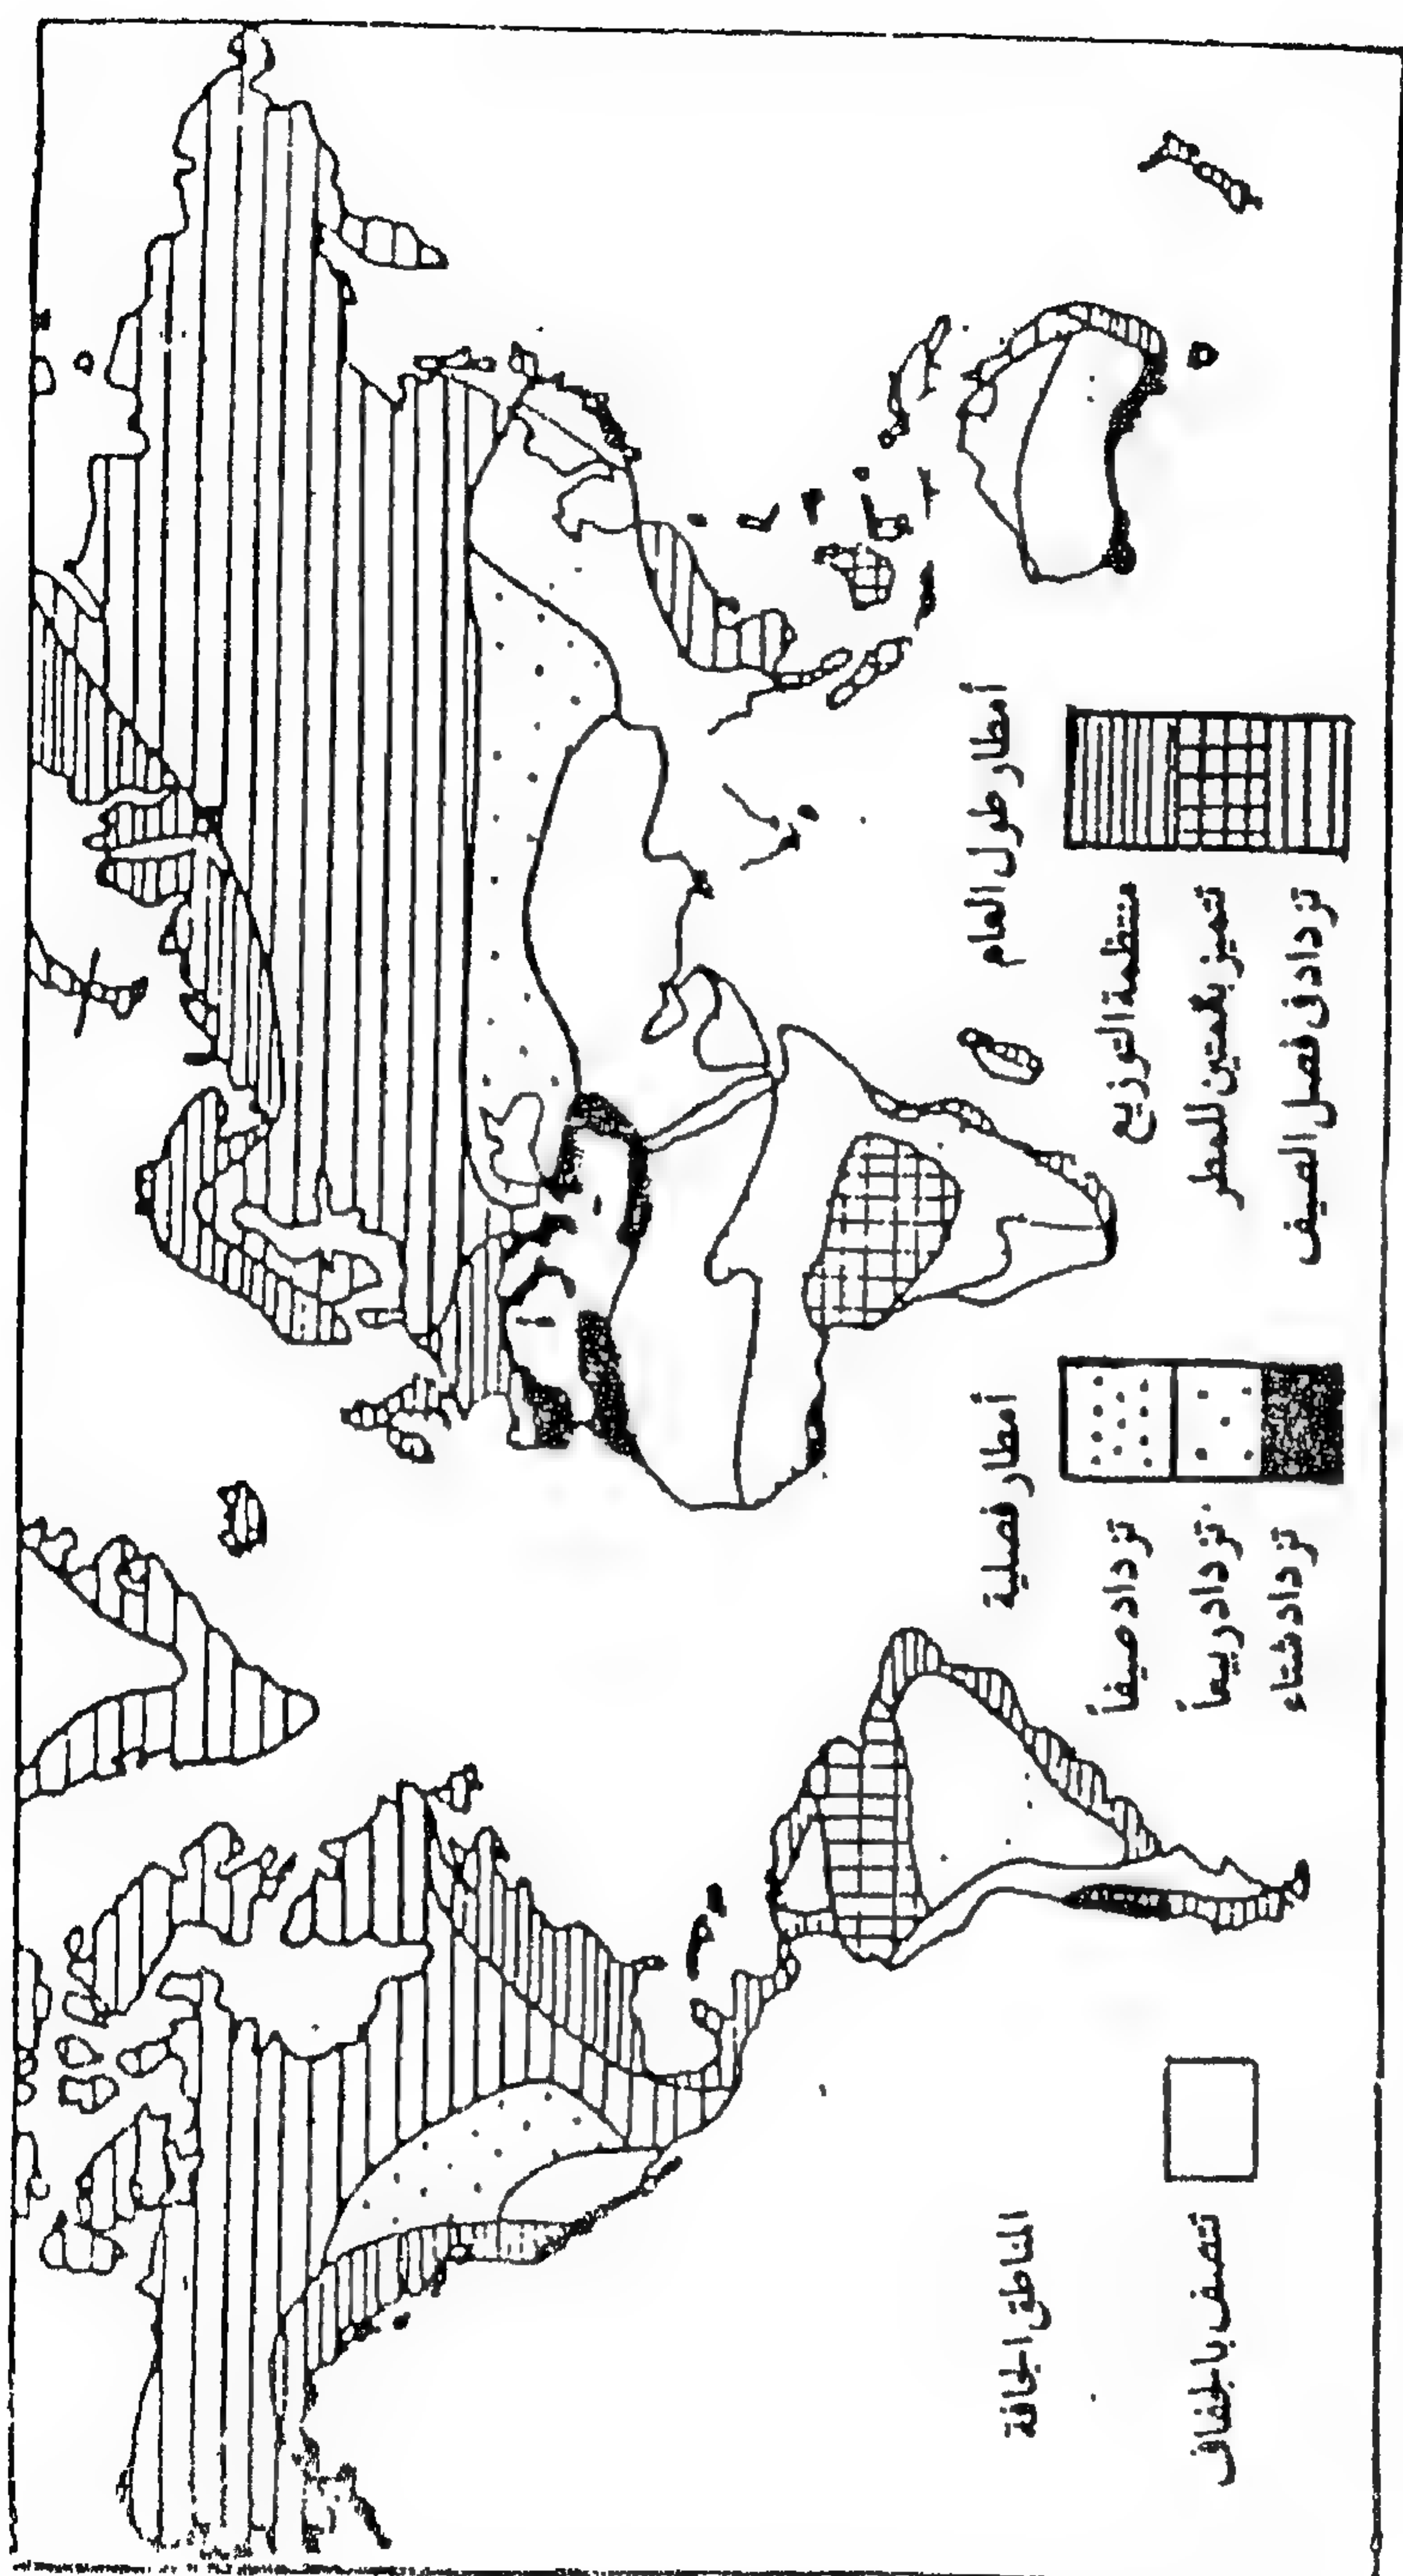 أمطار طول العام
منتظمة التوزيع
تتميز بقمتين للمطر
تزداد فى فصل الصيف
أمطار فصلية
تزداد صيفاً
تزداد ربيعاً
تزداد شتاء
المناطق الجافة
تتصف بالجفاف